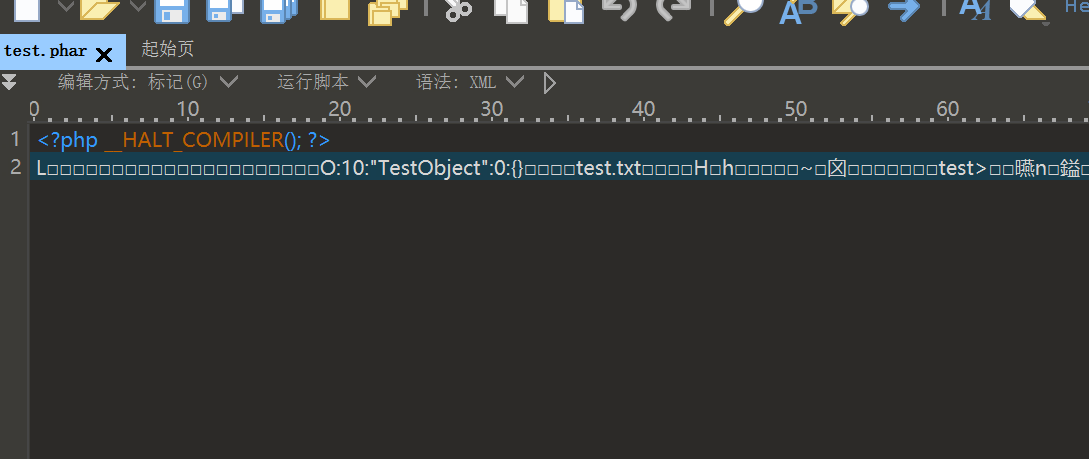 He
test.phar 起始页
编辑方式: 标记(G) 运行脚本 语法: XML
0 10 20 30 40 50 60
1 <?php __HALT_COMPILER(); ?>
2 L□□□□□□□□□□□□□□□□□□□□□O:10:"TestObject":0:{}□□□□test.txt□□□□H□h□□□□□~□囟□□□□□□□test>□□曣n□鎰□